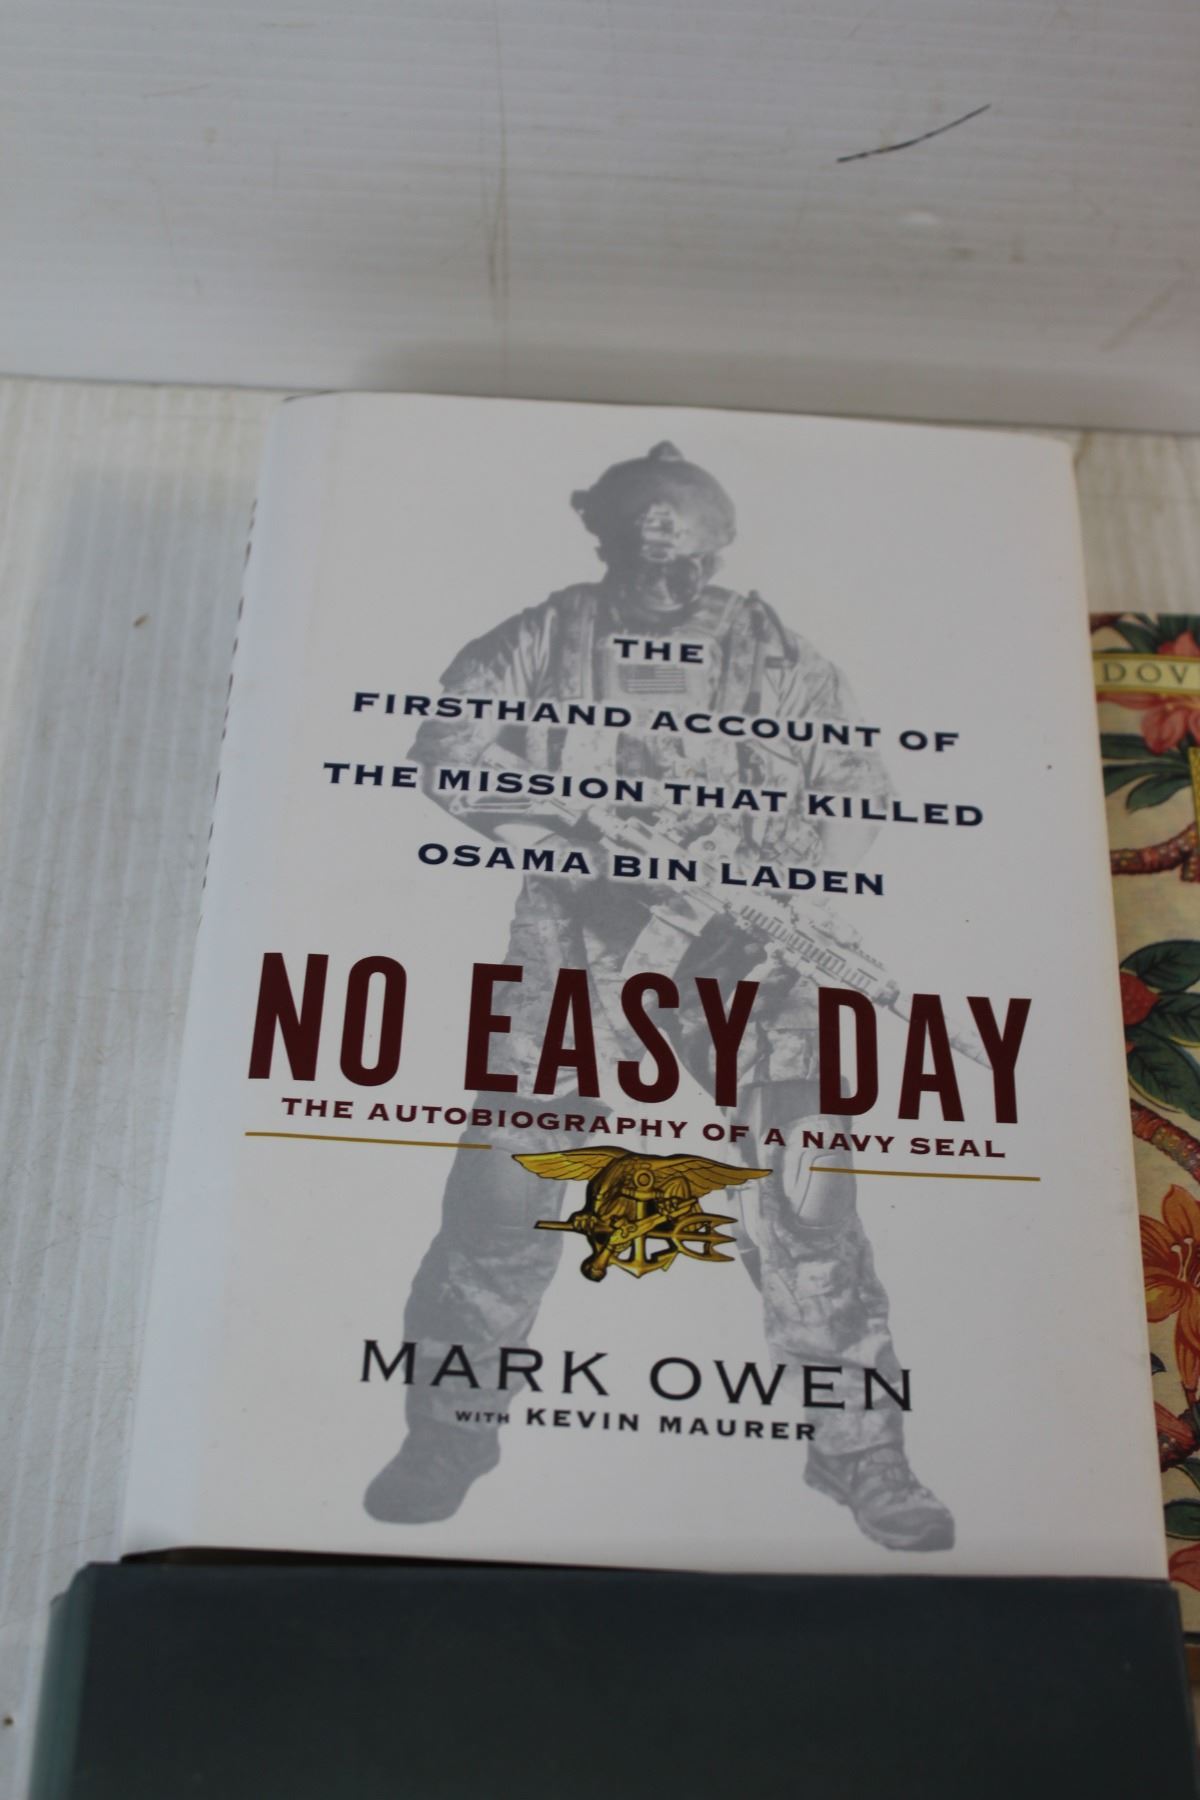 THE
FIRSTHAND ACCOUNT OF
THE MISSION THAT KILLED
OSAMA BIN LADEN
NO EASY DAY
THE AUTOBIOGRAPHY OF A NAVY SEAL
MARK OWEN
WITH KEVIN MAURER
DOV